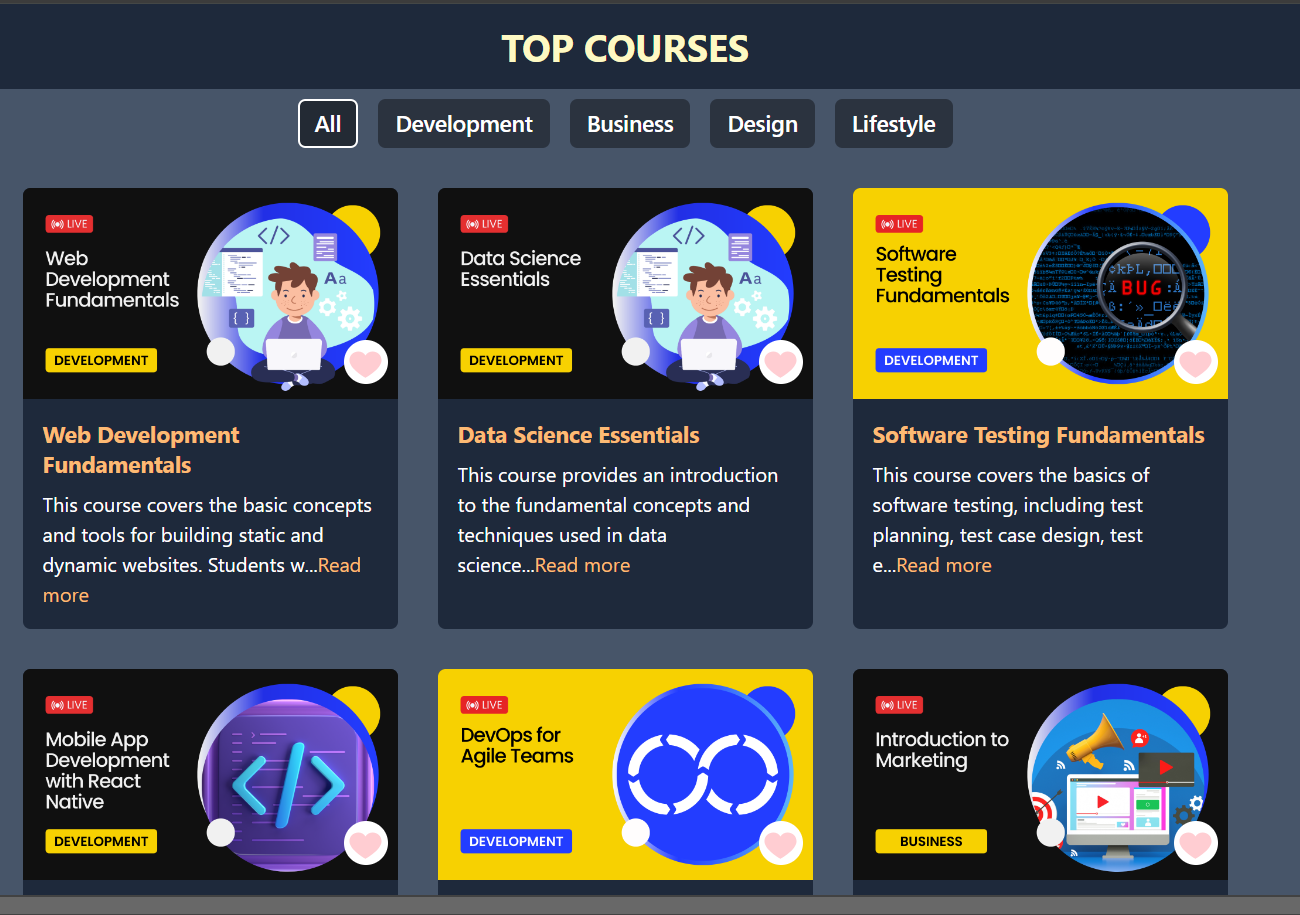 TOP COURSES
All
Development
Business
Design
Lifestyle
LIVE
Web
Development
Fundamentals
</>
Aa
{ }
DEVELOPMENT
Web Development
Fundamentals
This course covers the basic concepts
and tools for building static and
dynamic websites. Students w...Read
more
LIVE
Data Science
Essentials
</>
Aa
{ }
DEVELOPMENT
Data Science Essentials
This course provides an introduction
to the fundamental concepts and
techniques used in data
science...Read more
LIVE
Software
Testing
Fundamentals
BUG
DEVELOPMENT
Software Testing Fundamentals
This course covers the basics of
software testing, including test
planning, test case design, test
e...Read more
LIVE
Mobile App
Development
with React
Native
</>
DEVELOPMENT
LIVE
DevOps for
Agile Teams
DEVELOPMENT
LIVE
Introduction to
Marketing
BUSINESS